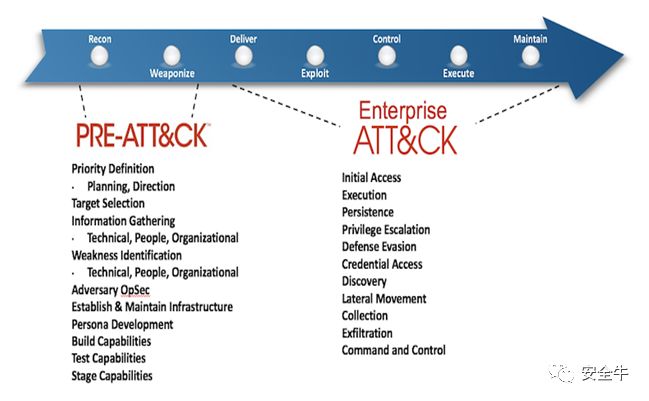 Recon
Deliver
Control
Maintain
Weaponize
Exploit
Execute
PRE-ATT&CK™
Priority Definition
· Planning, Direction
Target Selection
Information Gathering
· Technical, People, Organizational
Weakness Identification
· Technical, People, Organizational
Adversary OpSec
Establish & Maintain Infrastructure
Persona Development
Build Capabilities
Test Capabilities
Stage Capabilities
Enterprise
ATT&CK
Initial Access
Execution
Persistence
Privilege Escalation
Defense Evasion
Credential Access
Discovery
Lateral Movement
Collection
Exfiltration
Command and Control
安全牛